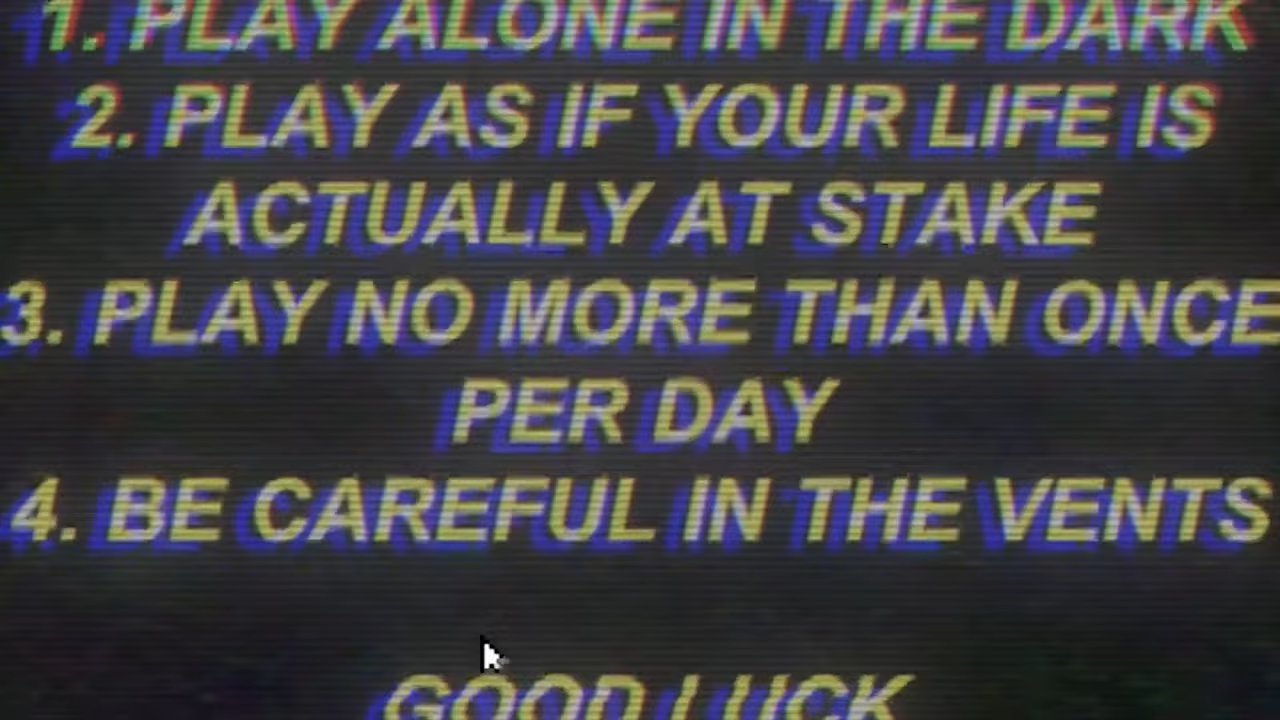 1. PLAY ALONE IN THE DARK
2. PLAY AS IF YOUR LIFE IS
ACTUALLY AT STAKE
3. PLAY NO MORE THAN ONCE
PER DAY
4. BE CAREFUL IN THE VENTS
GOOD LUCK